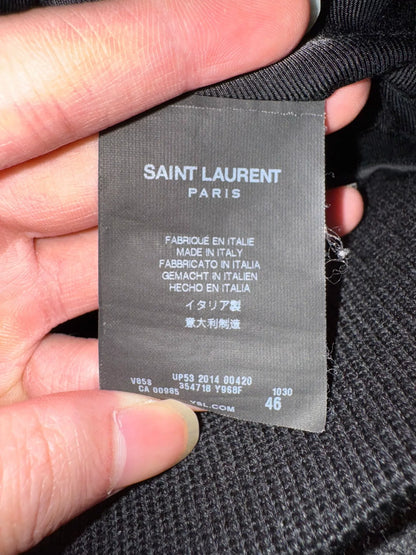 SAINT LAURENT
PARIS
FABRIQUÉ EN ITALIE
MADE IN ITALY
FABBRICATO IN ITALIA
GEMACHT IN ITALIEN
HECHO EN ITALIA
イタリア製
意大利制造
V858 UP53 2014 00420 1030
CA 00985 354718 Y968F 46
YSL.COM